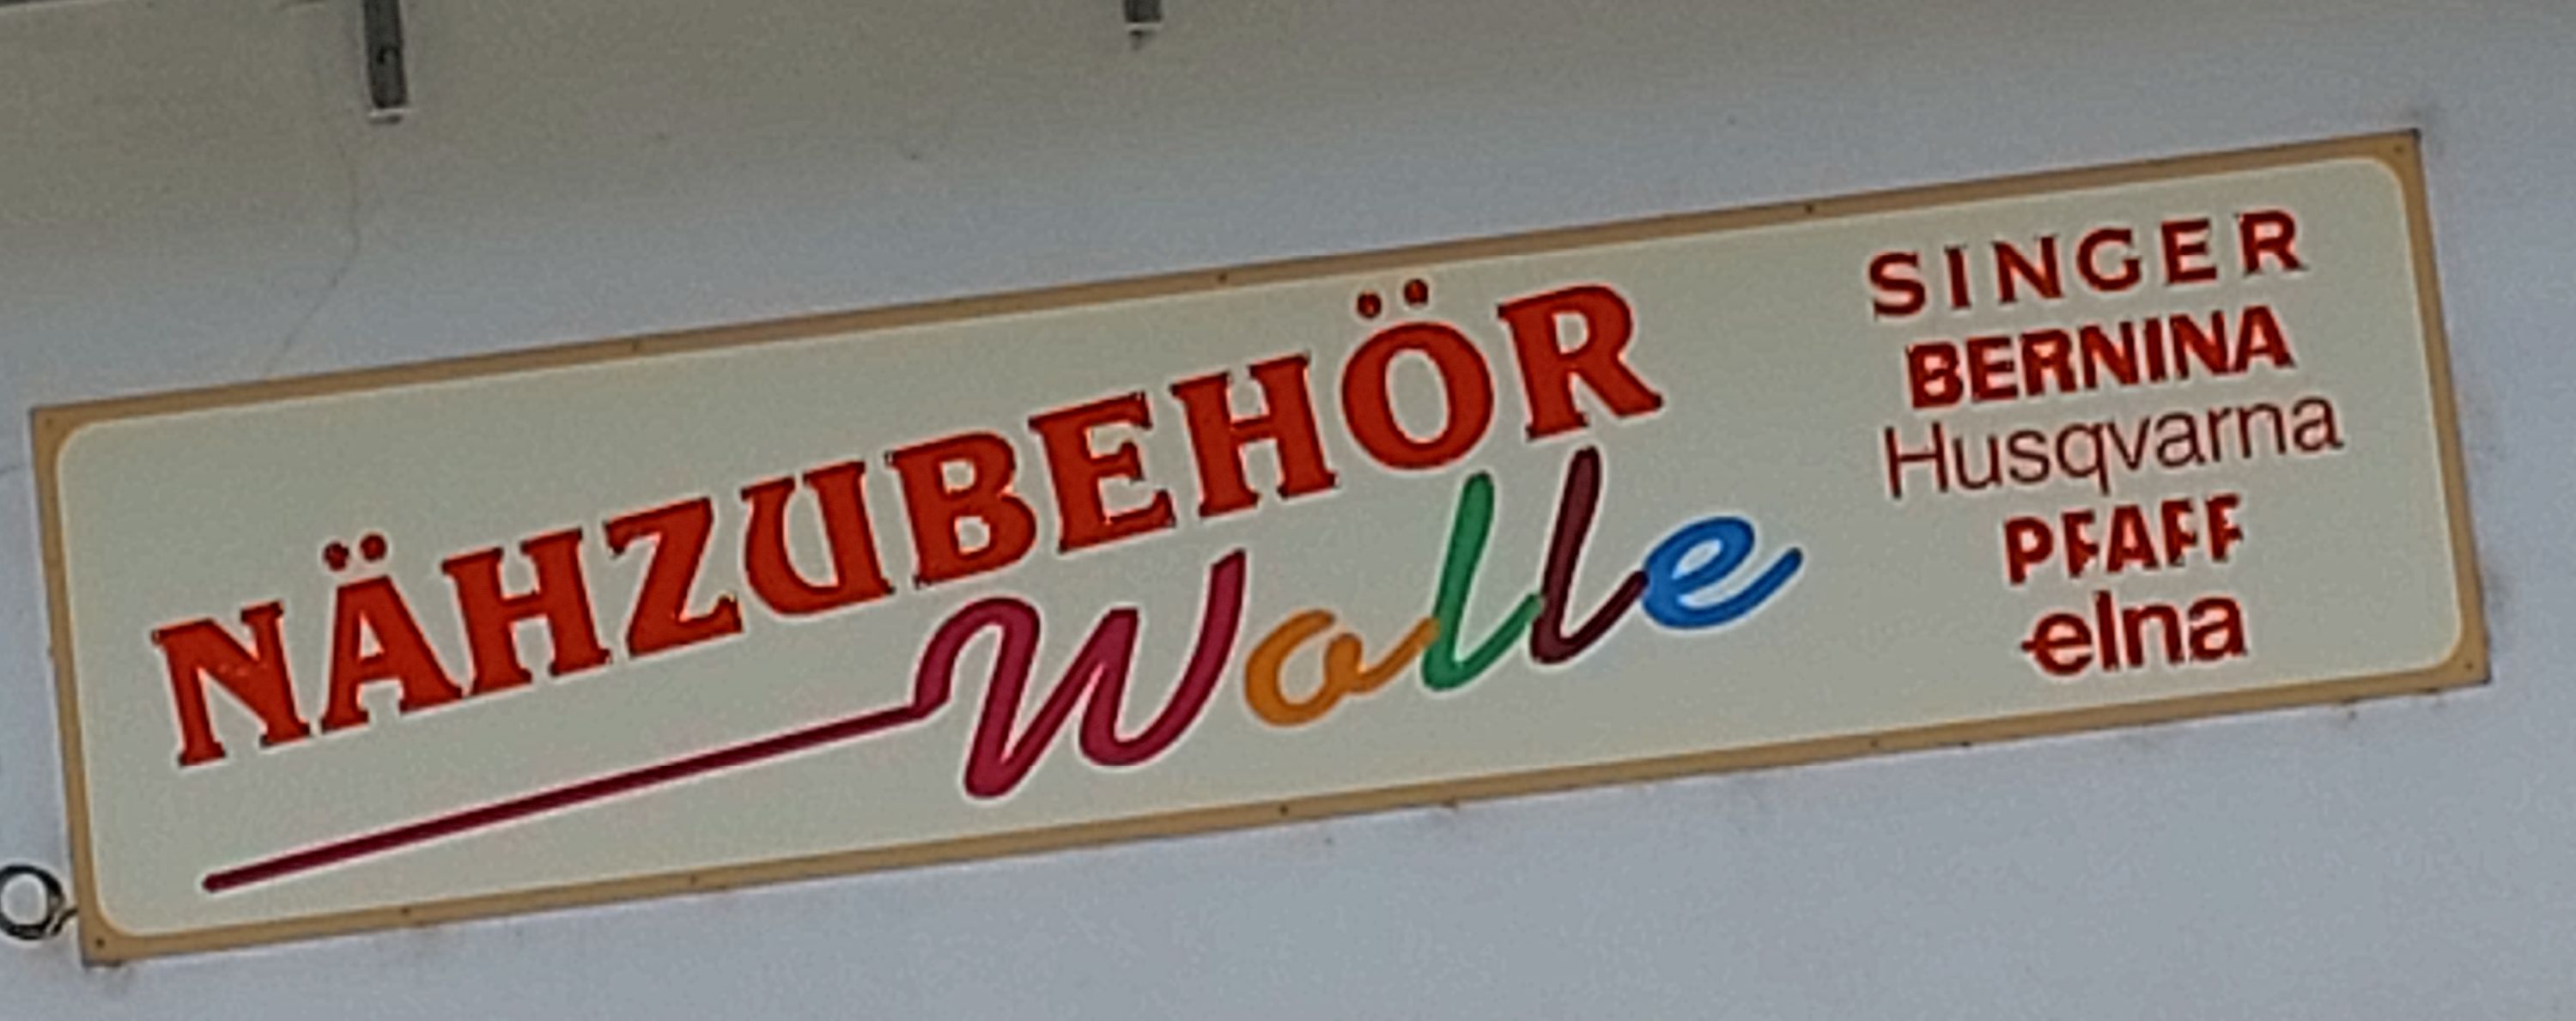 NÄHZUBEHÖR
Wolle
SINGER
BERNINA
Husqvarna
PFAFF
elna